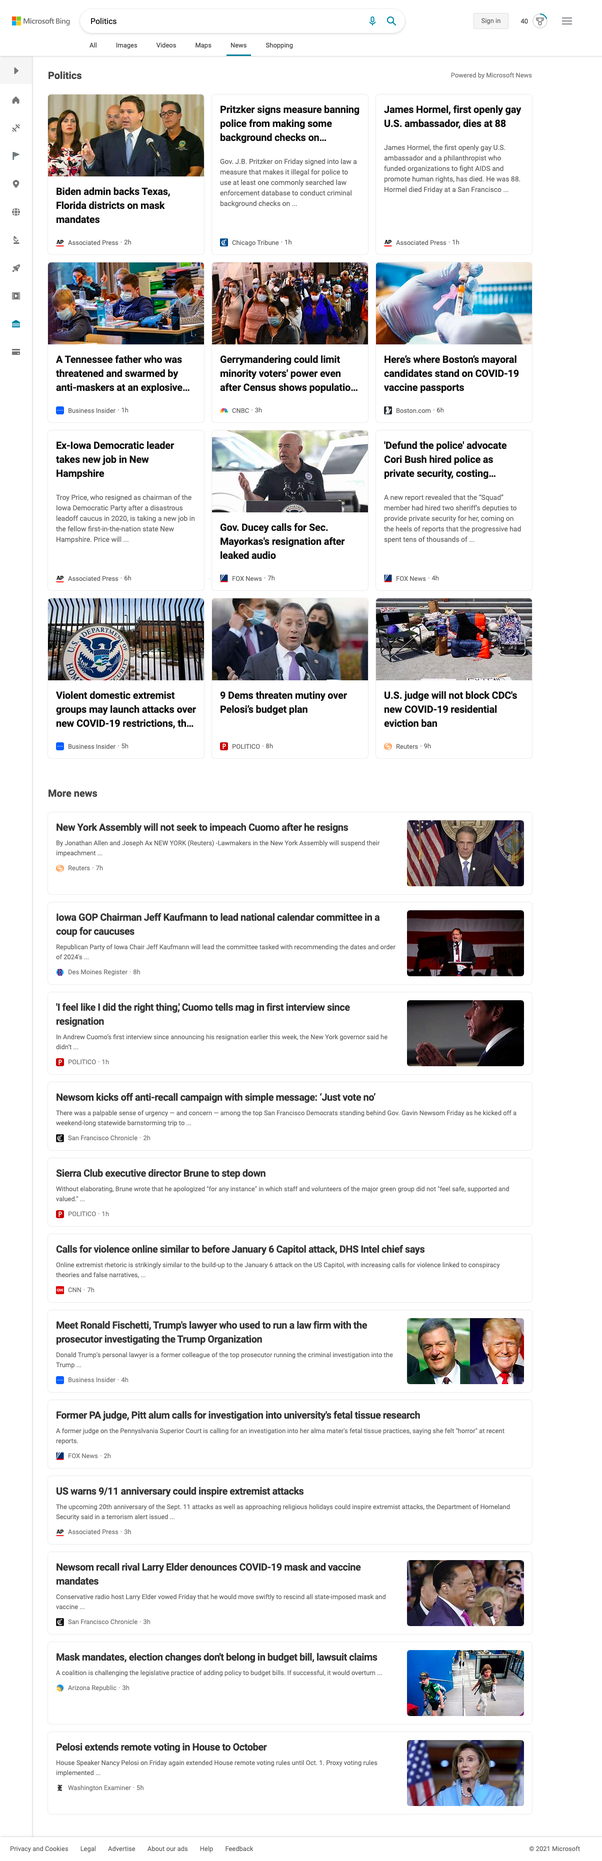 Microsoft Bing
Politics
Sign in
40
All
Images
Videos
Maps
News
Shopping
Politics
Powered by Microsoft News
Biden admin backs Texas,
Florida districts on mask
mandates
AP Associated Press · 2h
Pritzker signs measure banning
police from making some
background checks on...
Gov. J.B. Pritzker on Friday signed into law a
measure that makes it illegal for police to
use at least one commonly searched law
enforcement database to conduct criminal
background checks on ...
Chicago Tribune · 1h
James Hormel, first openly gay
U.S. ambassador, dies at 88
James Hormel, the first openly gay U.S.
ambassador and a philanthropist who
funded organizations to fight AIDS and
promote human rights, has died. He was 88.
Hormel died Friday at a San Francisco ...
AP Associated Press · 1h
A Tennessee father who was
threatened and swarmed by
anti-maskers at an explosive...
Business Insider · 1h
Gerrymandering could limit
minority voters' power even
after Census shows populatio...
CNBC · 3h
Here's where Boston's mayoral
candidates stand on COVID-19
vaccine passports
Boston.com · 6h
Ex-Iowa Democratic leader
takes new job in New
Hampshire
Troy Price, who resigned as chairman of the
Iowa Democratic Party after a disastrous
leadoff caucus in 2020, is taking a new job in
the fellow first-in-the-nation state New
Hampshire. Price will ...
AP Associated Press · 6h
Gov. Ducey calls for Sec.
Mayorkas's resignation after
leaked audio
FOX News · 7h
'Defund the police' advocate
Cori Bush hired police as
private security, costing...
A new report revealed that the "Squad"
member had hired two sheriff's deputies to
provide private security for her, coming on
the heels of reports that the progressive had
spent tens of thousands of ...
FOX News · 4h
Violent domestic extremist
groups may launch attacks over
new COVID-19 restrictions, th...
Business Insider · 5h
9 Dems threaten mutiny over
Pelosi's budget plan
P POLITICO · 8h
U.S. judge will not block CDC's
new COVID-19 residential
eviction ban
Reuters · 9h
More news
New York Assembly will not seek to impeach Cuomo after he resigns
By Jonathan Allen and Joseph Ax NEW YORK (Reuters) -Lawmakers in the New York Assembly will suspend their
impeachment ...
Reuters · 7h
Iowa GOP Chairman Jeff Kaufmann to lead national calendar committee in a
coup for caucuses
Republican Party of Iowa Chair Jeff Kaufmann will lead the committee tasked with recommending the dates and order
of 2024's ...
Des Moines Register · 8h
'I feel like I did the right thing,' Cuomo tells mag in first interview since
resignation
In Andrew Cuomo's first interview since announcing his resignation earlier this week, the New York governor said he
didn't ...
P POLITICO · 1h
Newsom kicks off anti-recall campaign with simple message: 'Just vote no'
There was a palpable sense of urgency — and concern — among the top San Francisco Democrats standing behind Gov. Gavin Newsom Friday as he kicked off a
weekend-long statewide barnstorming trip to ...
San Francisco Chronicle · 2h
Sierra Club executive director Brune to step down
Without elaborating, Brune wrote that he apologized "for any instance" in which staff and volunteers of the major green group did not "feel safe, supported and
valued." ...
P POLITICO · 1h
Calls for violence online similar to before January 6 Capitol attack, DHS Intel chief says
Online extremist rhetoric is strikingly similar to the build-up to the January 6 attack on the US Capitol, with increasing calls for violence linked to conspiracy
theories and false narratives, ...
CNN CNN · 7h
Meet Ronald Fischetti, Trump's lawyer who used to run a law firm with the
prosecutor investigating the Trump Organization
Donald Trump's personal lawyer is a former colleague of the top prosecutor running the criminal investigation into the
Trump ...
Business Insider · 4h
Former PA judge, Pitt alum calls for investigation into university's fetal tissue research
A former judge on the Pennsylvania Superior Court is calling for an investigation into her alma mater's fetal tissue practices, saying she felt "horror" at recent
reports.
FOX News · 2h
US warns 9/11 anniversary could inspire extremist attacks
The upcoming 20th anniversary of the Sept. 11 attacks as well as approaching religious holidays could inspire extremist attacks, the Department of Homeland
Security said in a terrorism alert issued ...
AP Associated Press · 3h
Newsom recall rival Larry Elder denounces COVID-19 mask and vaccine
mandates
Conservative radio host Larry Elder vowed Friday that he would move swiftly to rescind all state-imposed mask and
vaccine ...
San Francisco Chronicle · 3h
Mask mandates, election changes don't belong in budget bill, lawsuit claims
A coalition is challenging the legislative practice of adding policy to budget bills. If successful, it would overturn ...
Arizona Republic · 3h
Pelosi extends remote voting in House to October
House Speaker Nancy Pelosi on Friday again extended House remote voting rules until Oct. 1. Proxy voting rules
implemented ...
Washington Examiner · 5h
Privacy and Cookies
Legal
Advertise
About our ads
Help
Feedback
© 2021 Microsoft